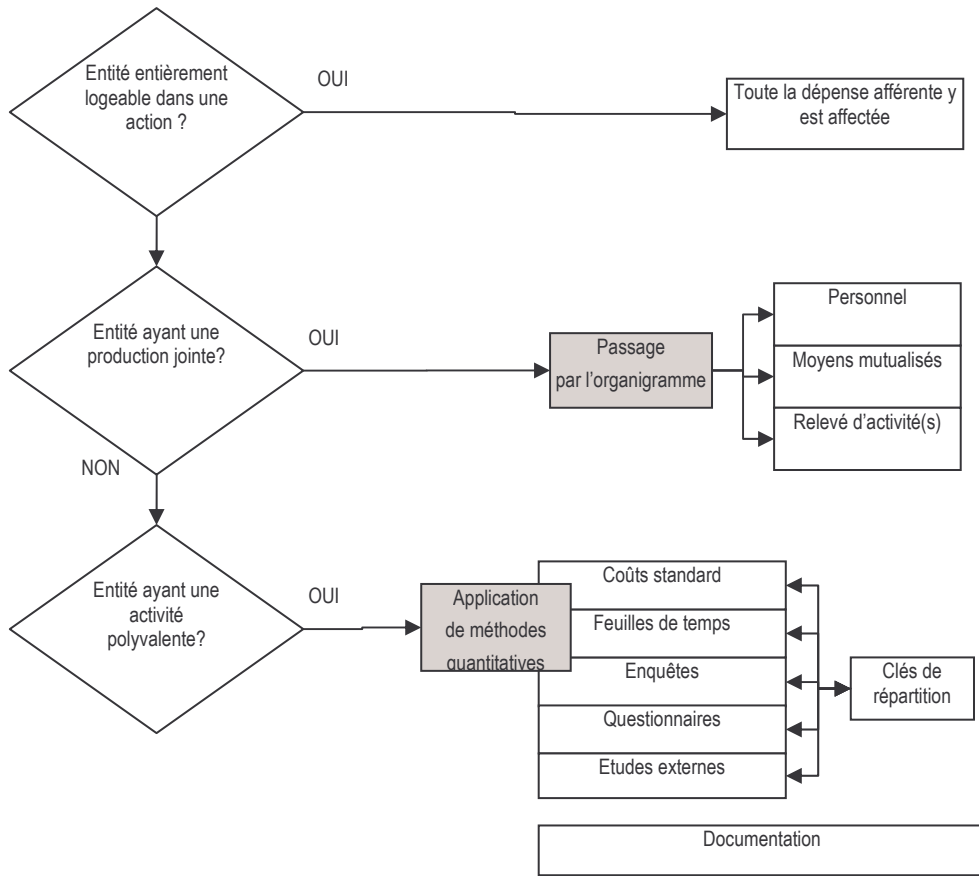 Entité entièrement
logeable dans une
action ?
OUI
Toute la dépense afférente y
est affectée
Entité ayant une
production jointe?
OUI
Passage
par l'organigramme
Personnel
Moyens mutualisés
Relevé d'activité(s)
NON
Entité ayant une
activité
polyvalente?
OUI
Application
de méthodes
quantitatives
Coûts standard
Feuilles de temps
Enquêtes
Questionnaires
Etudes externes
Clés de
répartition
Documentation